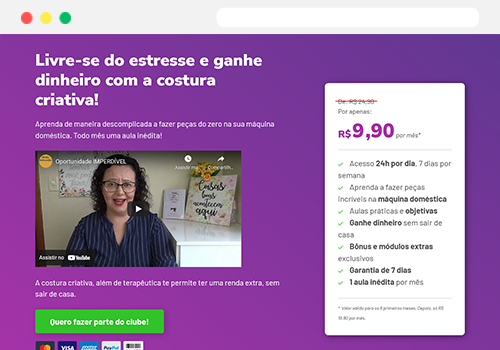 Livre-se do estresse e ganhe
dinheiro com a costura
criativa!
Aprenda de maneira descomplicada a fazer peças do zero na sua máquina
doméstica. Todo mês uma aula inédita!
Oportunidade IMPERDÍVEL
Assistir ma...
Compartilh...
Coisas
boas
acontecem
aqui
Assistir no YouTube
A costura criativa, além de terapêutica te permite ter uma renda extra, sem
sair de casa.
Quero fazer parte do clube!
VISA
PayPal
De: R$ 24,90
Por apenas:
R$9,90 por mês*
Acesso 24h por dia, 7 dias por
semana
Aprenda a fazer peças
incríveis na máquina doméstica
Aulas práticas e objetivas
Ganhe dinheiro sem sair de
casa
Bônus e módulos extras
exclusivos
Garantia de 7 dias
1 aula inédita por mês
* Valor válido para os 6 primeiros meses. Depois, só R$
19,90 por mês.